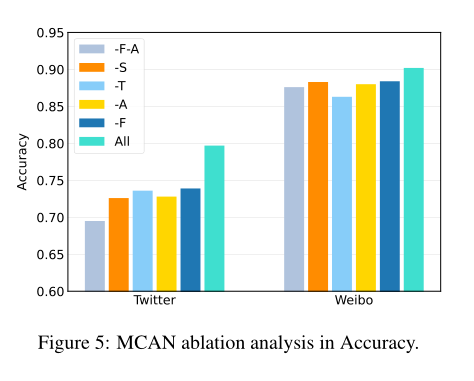 0.95
0.90
0.85
0.80
0.75
0.70
0.65
0.60
Accuracy
-F-A
-S
-T
-A
-F
All
Twitter
Weibo
Figure 5: MCAN ablation analysis in Accuracy.